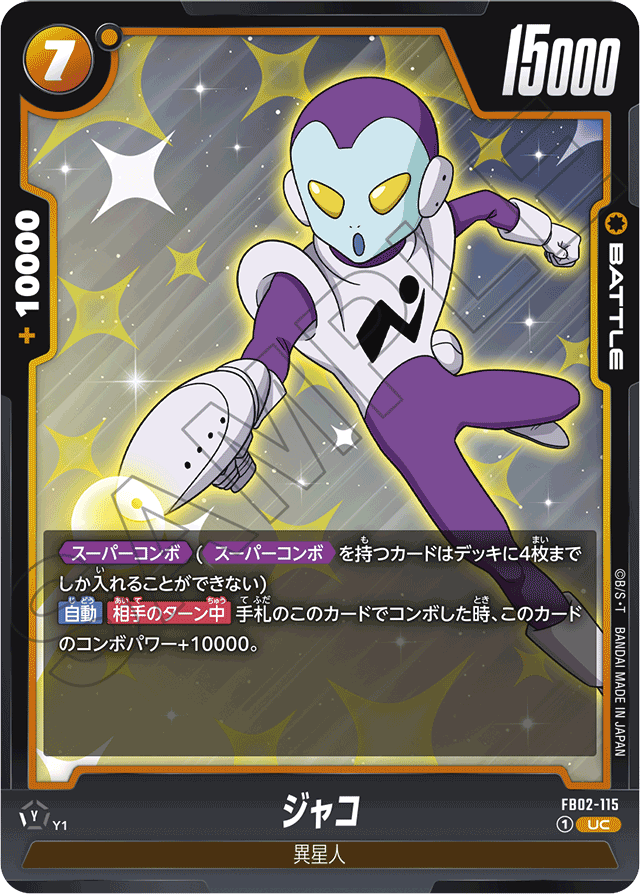 7
15000
+ 10000
BATTLE
SAMPLE
スーパーコンボ ( スーパーコンボ を持つカードはデッキに4枚まで
しか入れることができない)
自動 相手のターン中 手札のこのカードでコンボした時、このカード
のコンボパワー+10000。
©B/S・T BANDAI MADE IN JAPAN
Y Y1
ジャコ
FB02-115
1 UC
異星人